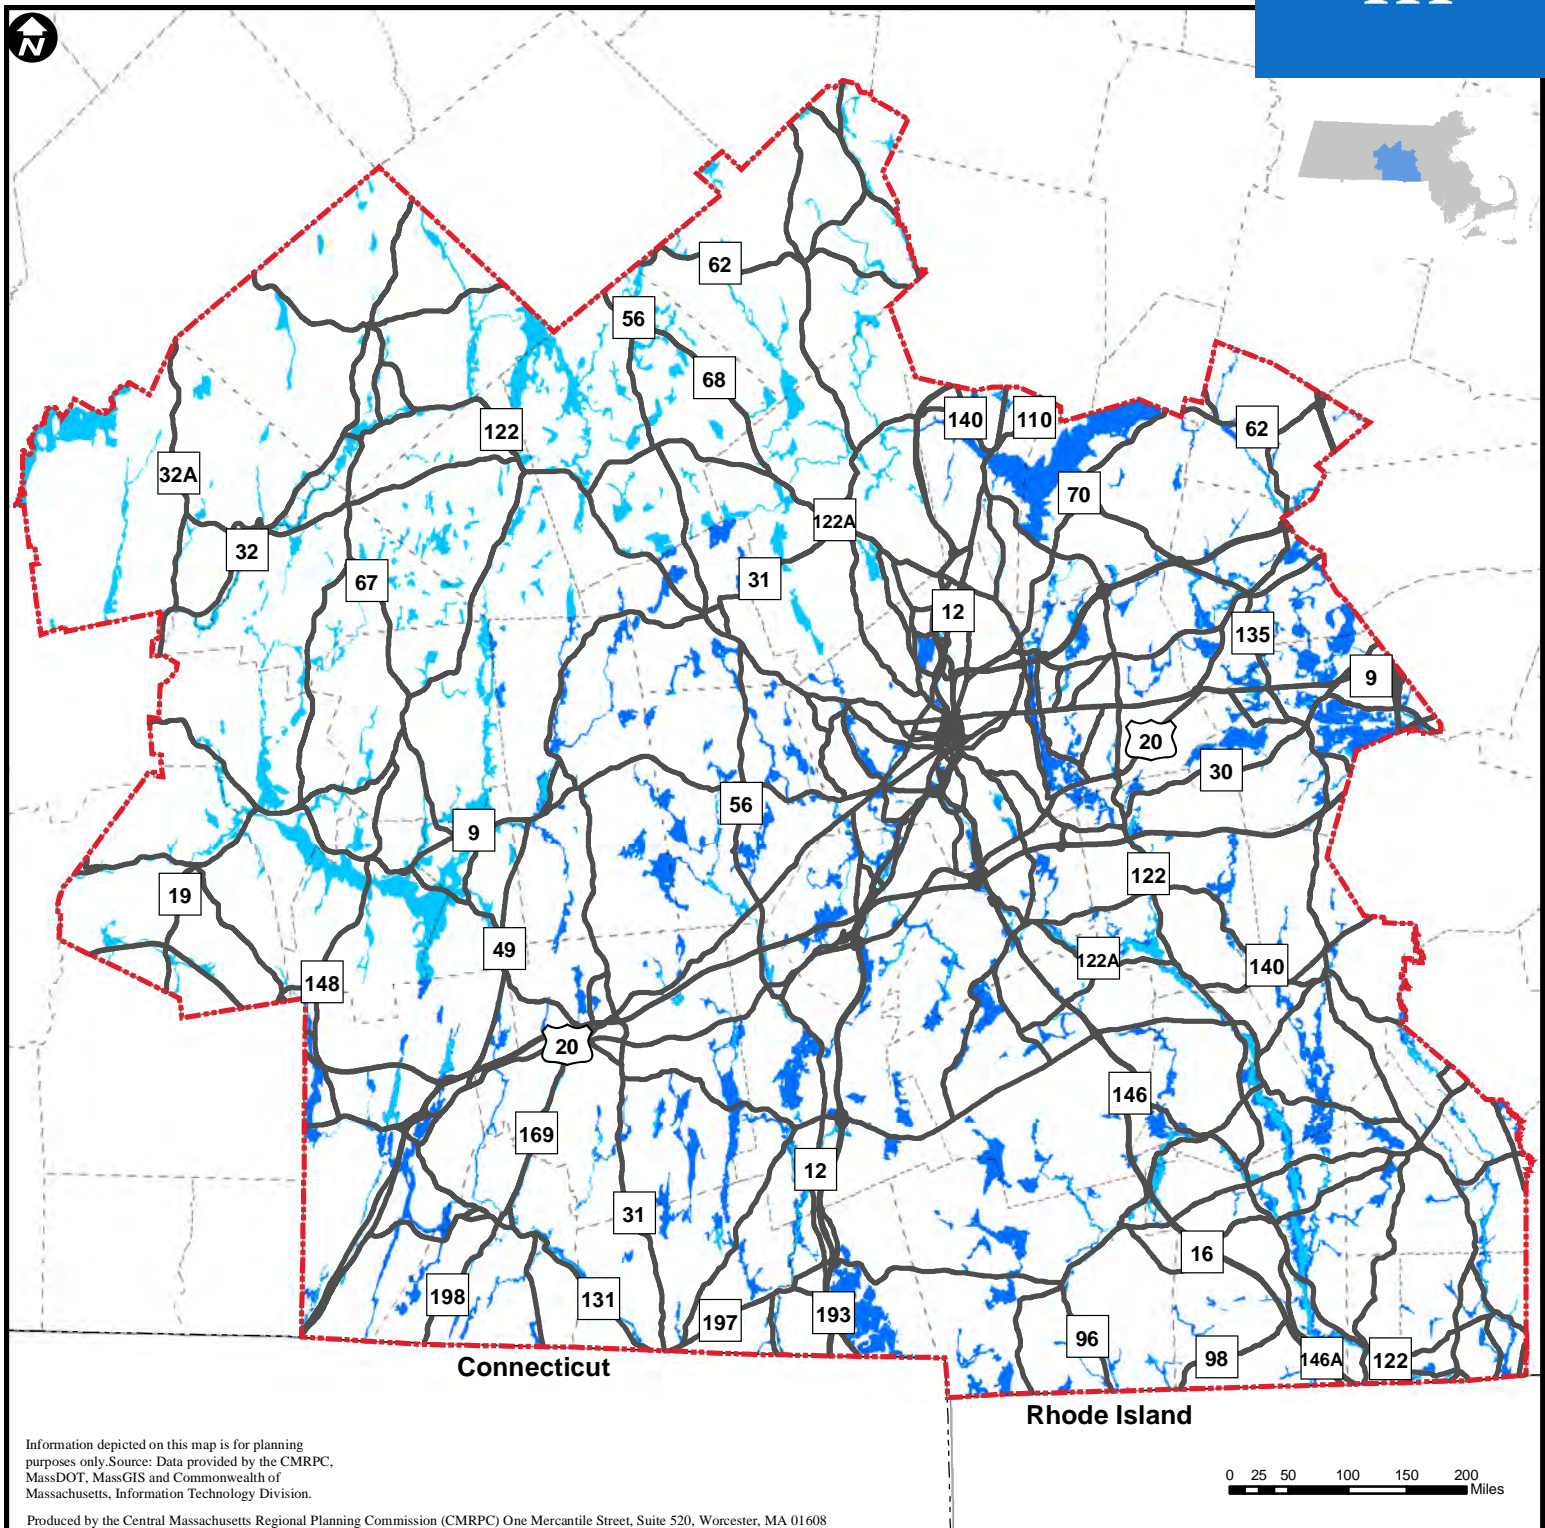 N
62
56
68
140
110
62
122
32A
70
122A
32
67
31
12
135
9
20
30
56
9
122
19
49
122A
140
148
20
146
169
12
31
16
198
131
197
193
96
98
146A
122
Connecticut
Rhode Island
Information depicted on this map is for planning
purposes only.Source: Data provided by the CMRPC,
MassDOT, MassGIS and Commonwealth of
Massachusetts, Information Technology Division.
0 25 50 100 150 200
Miles
Produced by the Central Massachusetts Regional Planning Commission (CMRPC) One Mercantile Street, Suite 520, Worcester, MA 01608